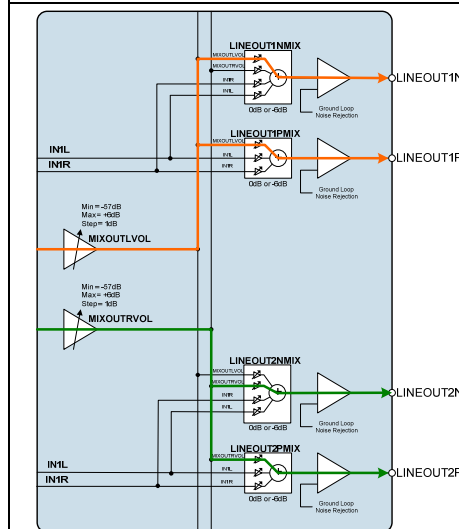 LINEOUT1NMIX
MIXOUTLVOL
MIXOUTRVOL
IN1R
IN1L
0dB or -6dB
Ground Loop
Noise Rejection
LINEOUT1N
LINEOUT1PMIX
MIXOUTLVOL
IN1L
IN1R
0dB or -6dB
Ground Loop
Noise Rejection
LINEOUT1P
IN1L
IN1R
Min = -57dB
Max = +6dB
Step = 1dB
MIXOUTLVOL
Min = -57dB
Max = +6dB
Step = 1dB
MIXOUTRVOL
LINEOUT2NMIX
MIXOUTLVOL
MIXOUTRVOL
IN1R
IN1L
0dB or -6dB
Ground Loop
Noise Rejection
LINEOUT2N
LINEOUT2PMIX
MIXOUTRVOL
IN1L
IN1R
0dB or -6dB
Ground Loop
Noise Rejection
LINEOUT2P
IN1L
IN1R